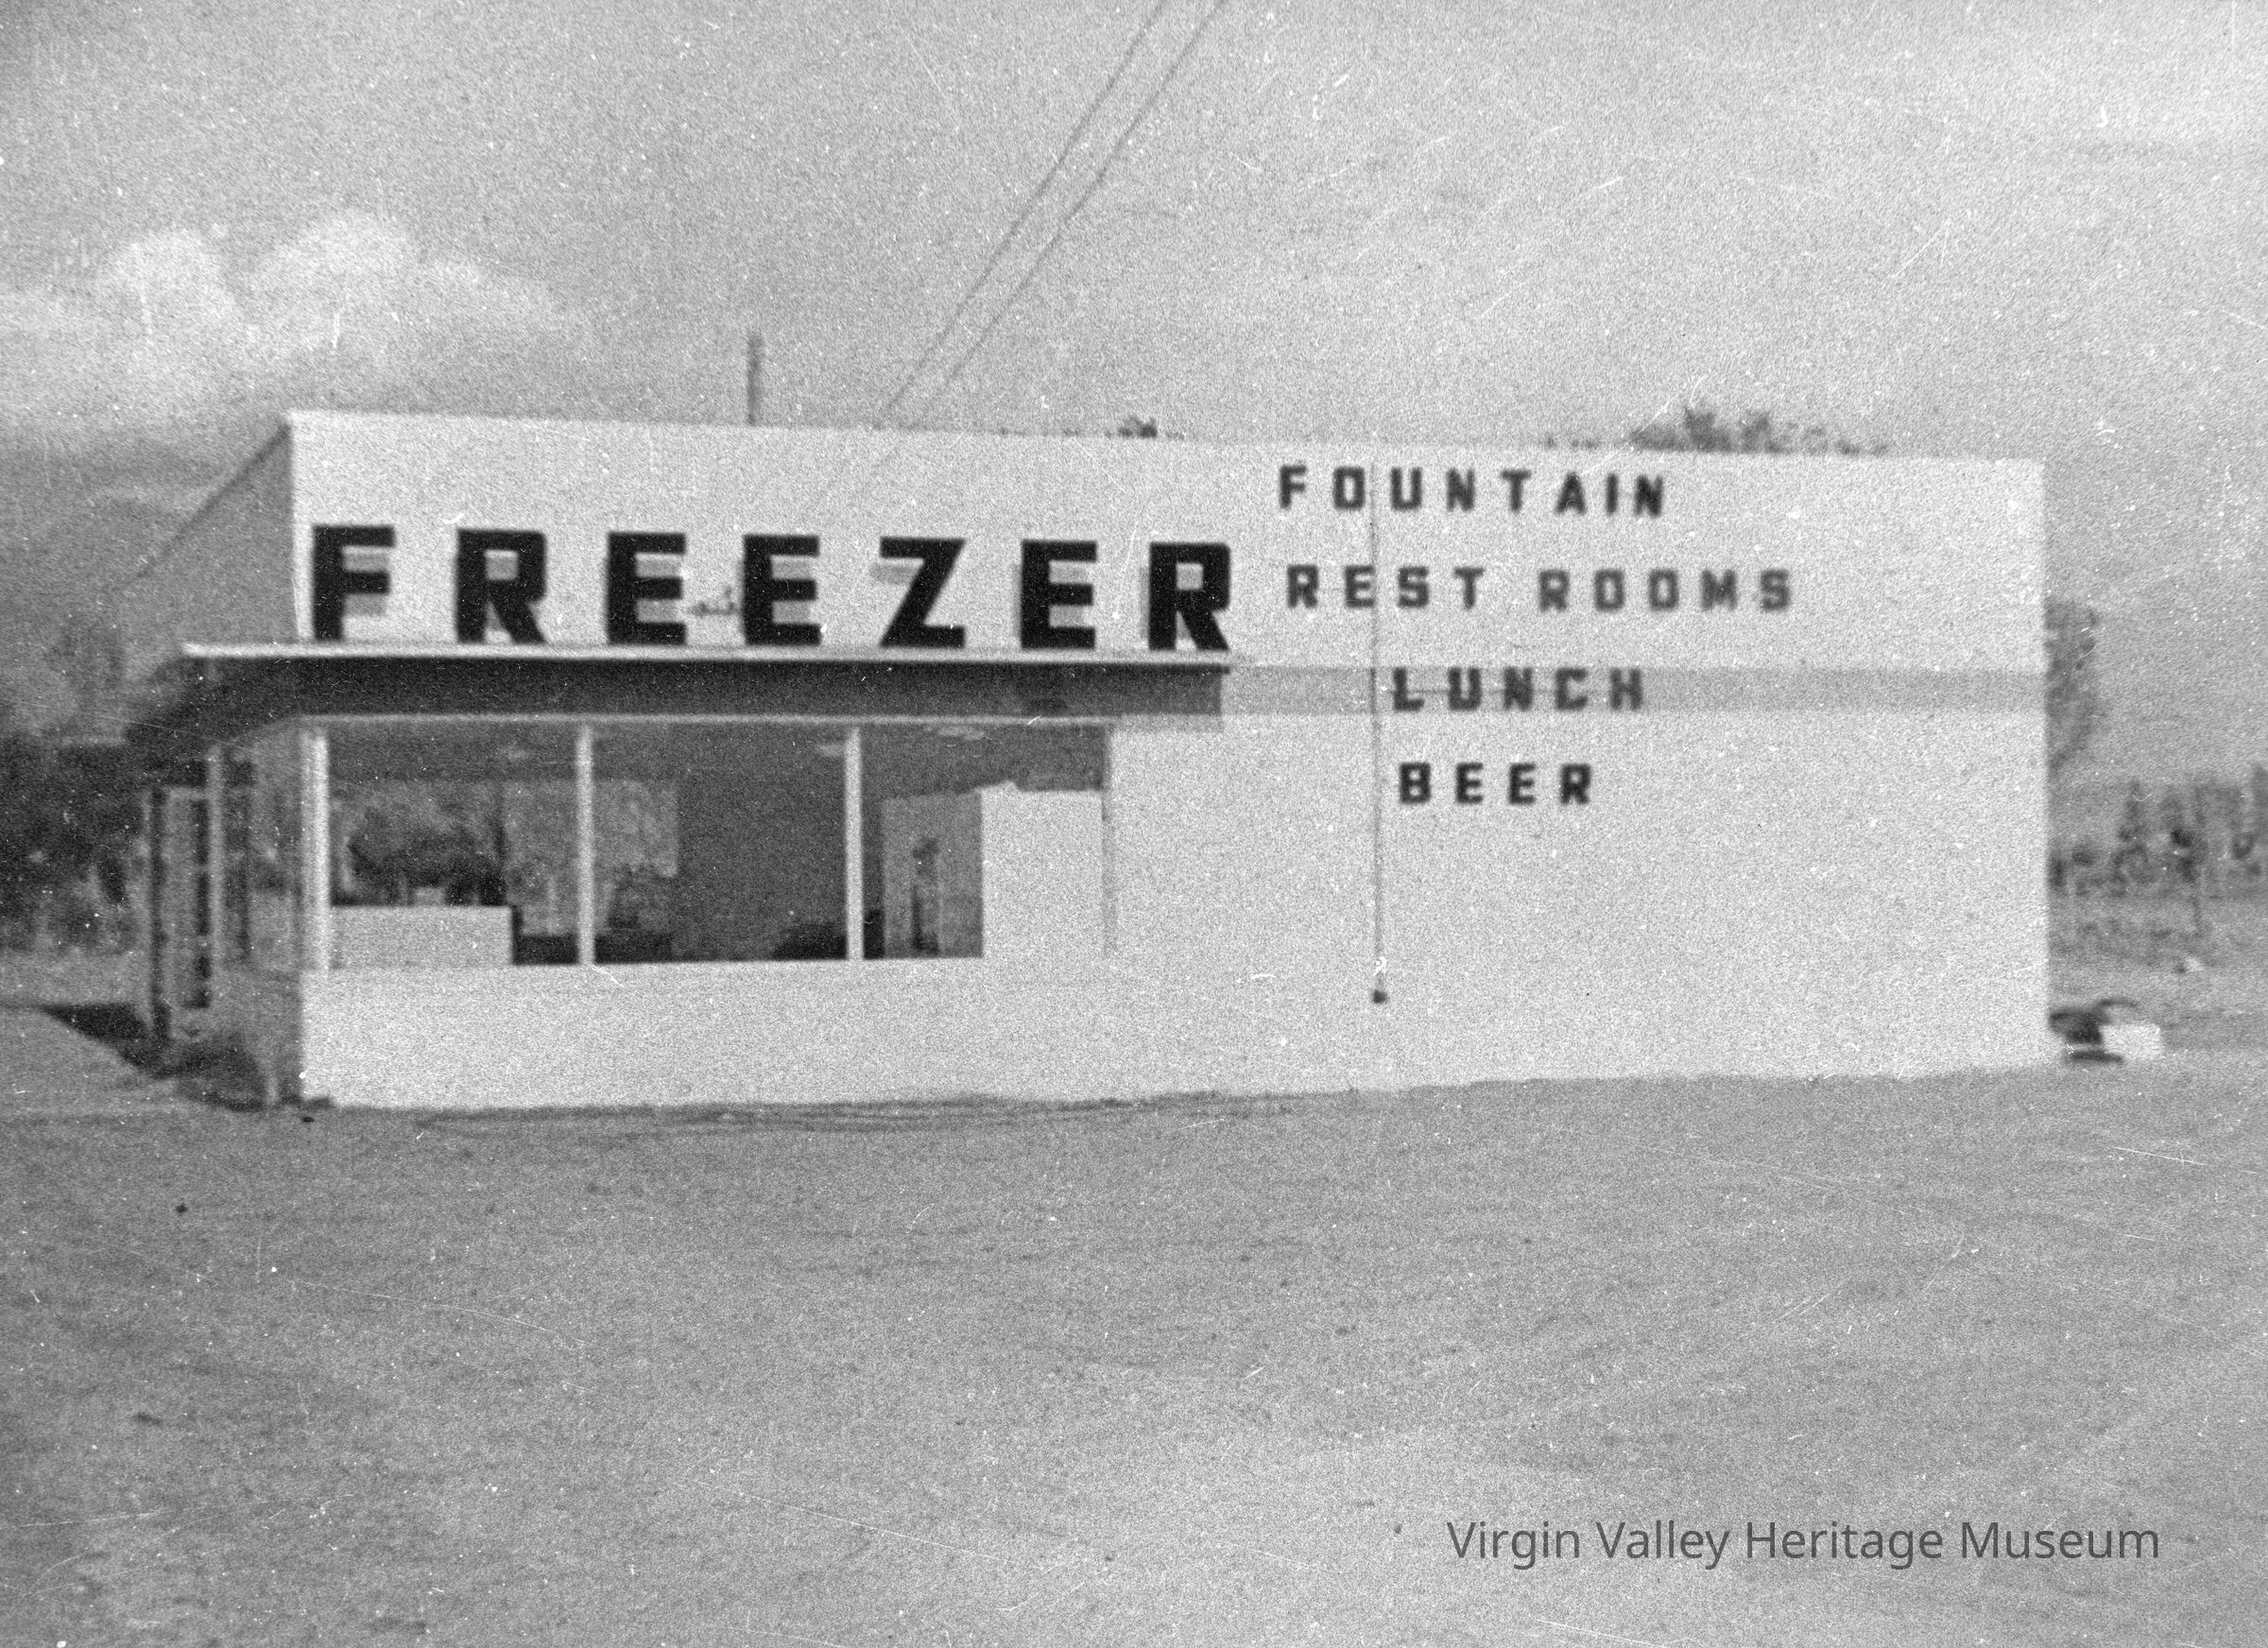 FREEZER
FOUNTAIN
REST ROOMS
LUNCH
BEER
Virgin Valley Heritage Museum